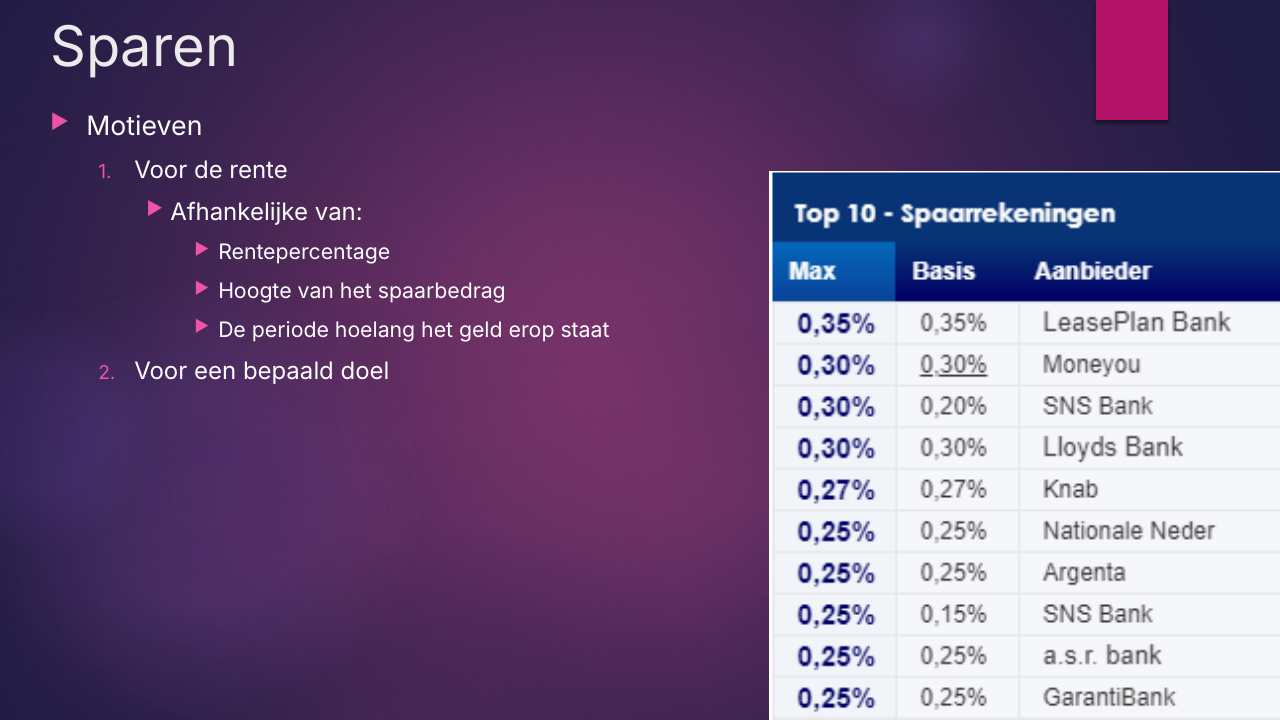 Sparen
Motieven
1. Voor de rente
Afhankelijke van:
Rentepercentage
Hoogte van het spaarbedrag
De periode hoelang het geld erop staat
2. Voor een bepaald doel
Top 10 - Spaarrekeningen
Max Basis Aanbieder
0,35% 0,35% LeasePlan Bank
0,30% 0,30% Moneyou
0,30% 0,20% SNS Bank
0,30% 0,30% Lloyds Bank
0,27% 0,27% Knab
0,25% 0,25% Nationale Neder
0,25% 0,25% Argenta
0,25% 0,15% SNS Bank
0,25% 0,25% a.s.r. bank
0,25% 0,25% GarantiBank